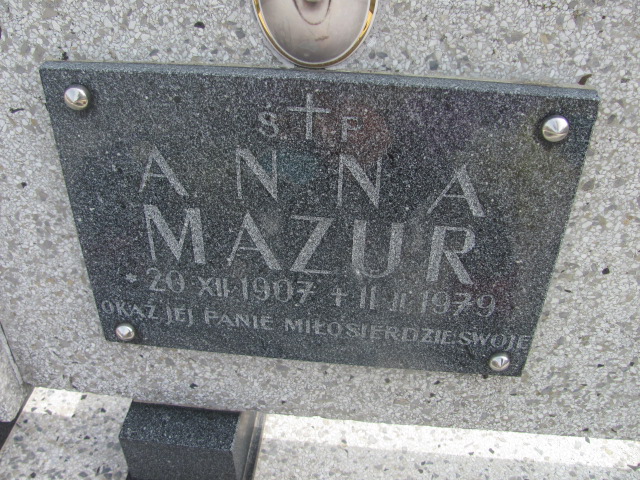 Ś † P
ANNA
MAZUR
* 20 XII 1907 + 11 II 1979
OKAŻ JEJ PANIE MIŁOSIERDZIE SWOJE